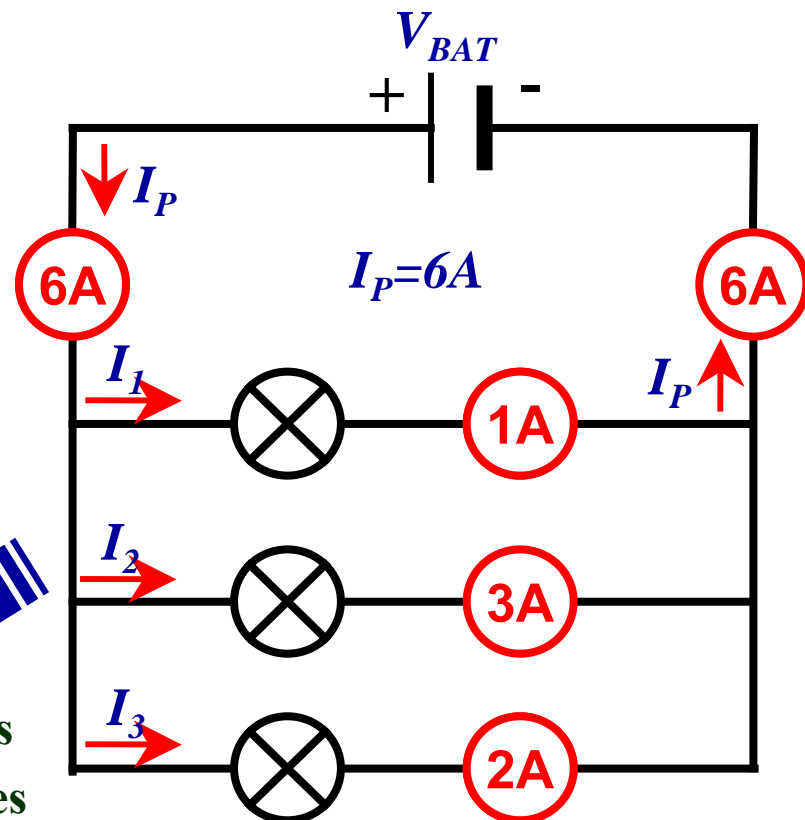 V_BAT
+ -
I_P
6A I_P=6A 6A
I_1 I_P
1A
I_2
3A
I_3
s
2A
es